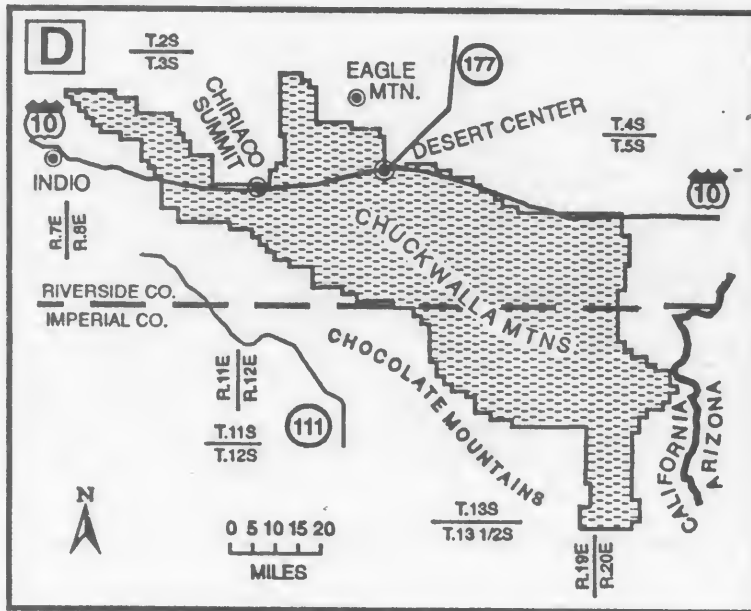 D
T.2S
T.3S
EAGLE
MTN.
177
CHIRIACO
SUMMIT
DESERT CENTER
10
T.4S
T.5S
INDIO
10
R.7E
R.8E
CHUCKWALLA MTNS.
RIVERSIDE CO.
IMPERIAL CO.
CHOCOLATE MOUNTAINS
R.11E
R.12E
111
T.11S
T.12S
CALIFORNIA
ARIZONA
N
0 5 10 15 20
MILES
T.13S
T.13 1/2S
R.19E
R.20E